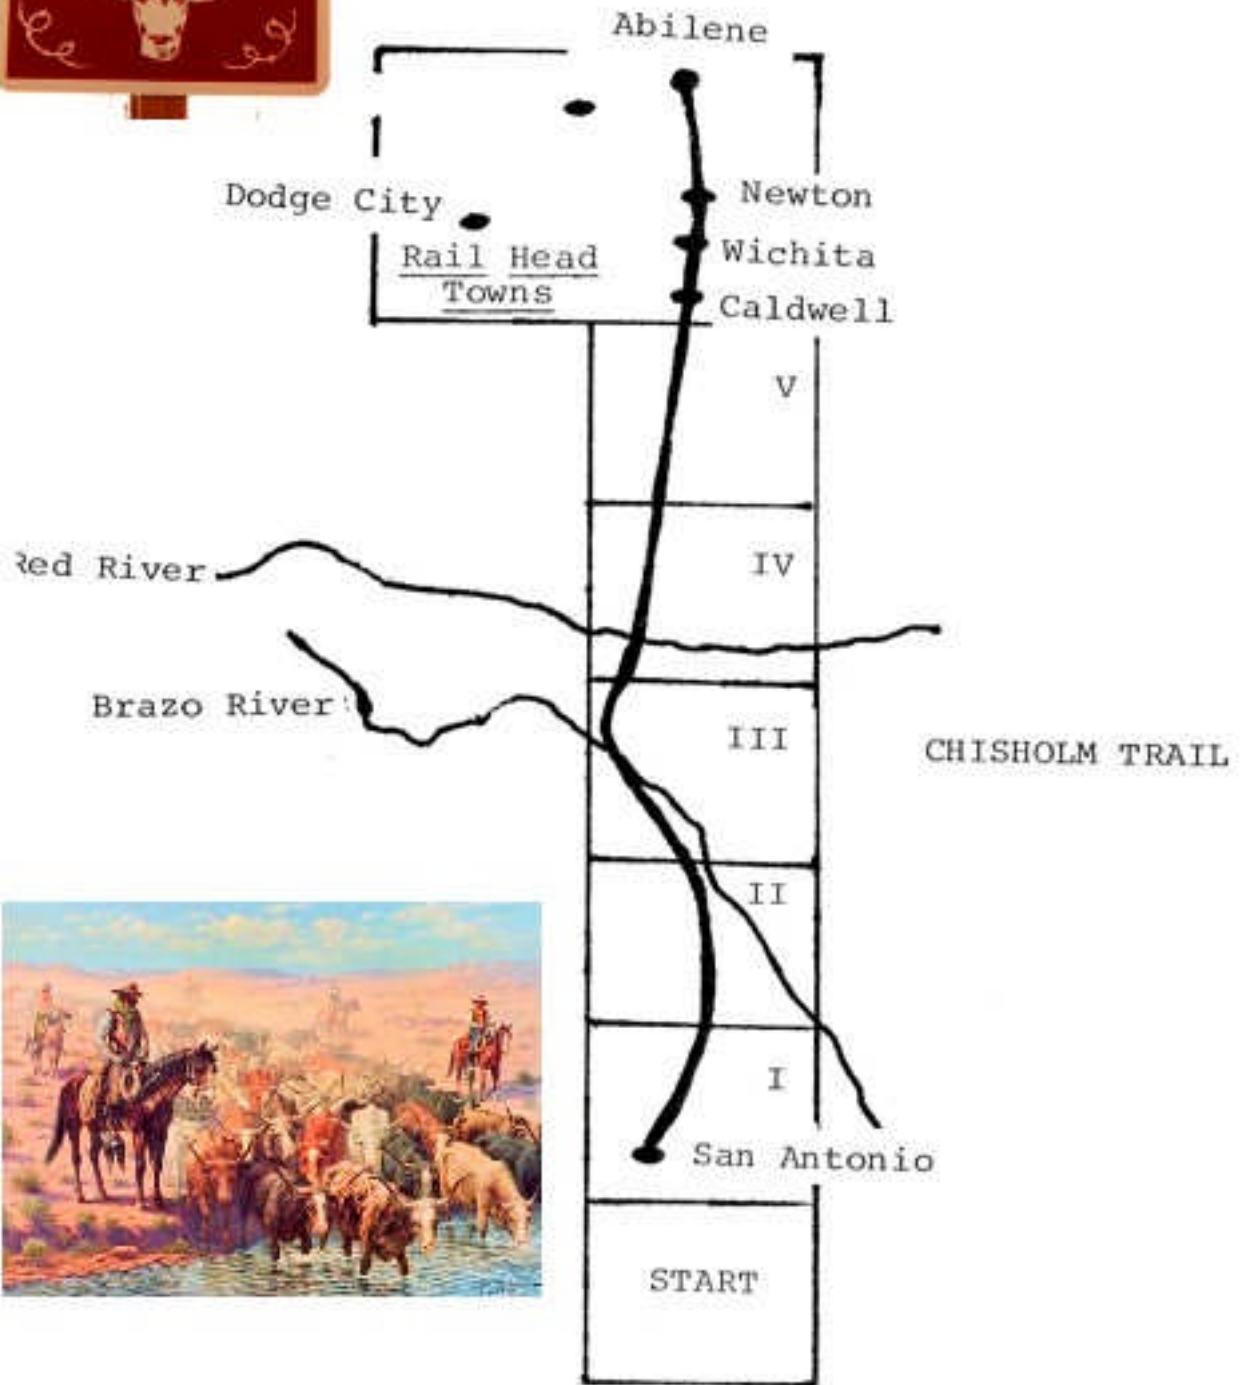 Abilene
Dodge City
Newton
Rail Head
Towns
Wichita
Caldwell
V
Red River
IV
Brazo River
III
CHISHOLM TRAIL
II
I
San Antonio
START